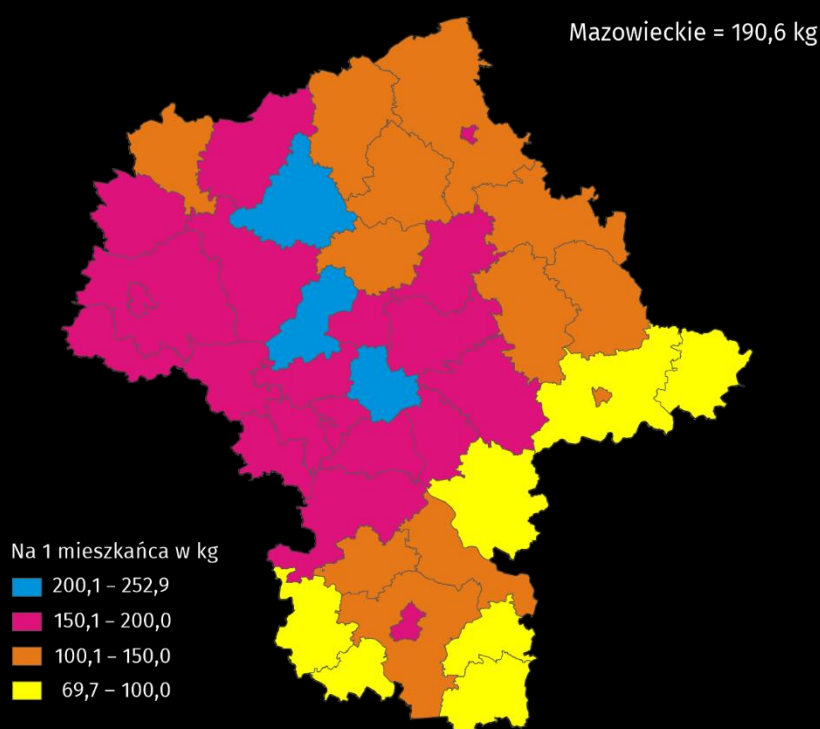 Mazowieckie = 190,6 kg
Na 1 mieszkańca w kg
200,1 – 252,9
150,1 – 200,0
100,1 – 150,0
69,7 – 100,0